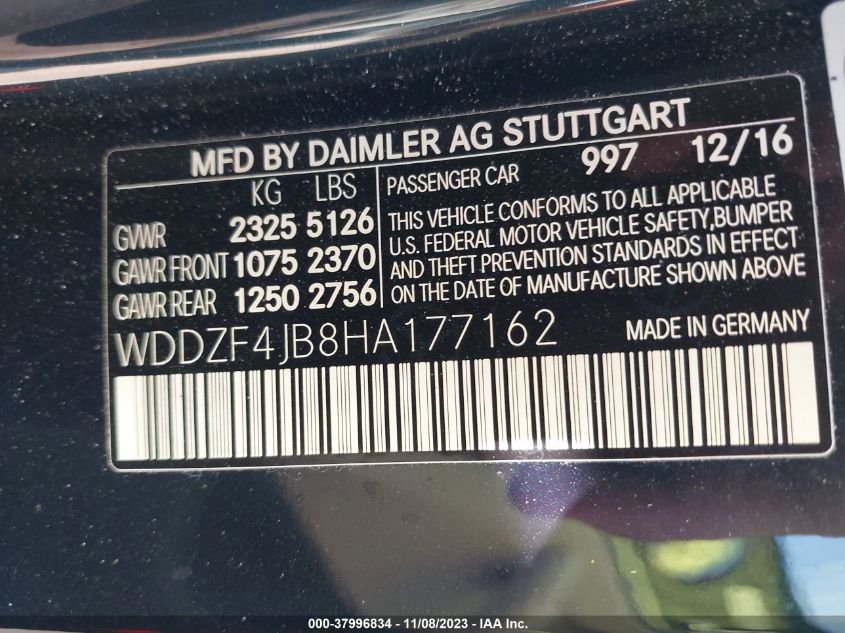 MFD BY DAIMLER AG STUTTGART
KG LBS
GVWR 2325 5126
GAWR FRONT 1075 2370
GAWR REAR 1250 2756
PASSENGER CAR 997 12/16
THIS VEHICLE CONFORMS TO ALL APPLICABLE
U.S. FEDERAL MOTOR VEHICLE SAFETY,BUMPER
AND THEFT PREVENTION STANDARDS IN EFFECT
ON THE DATE OF MANUFACTURE SHOWN ABOVE
WDDZF4JB8HA177162 MADE IN GERMANY
000-37996834 - 11/08/2023 - IAA Inc.